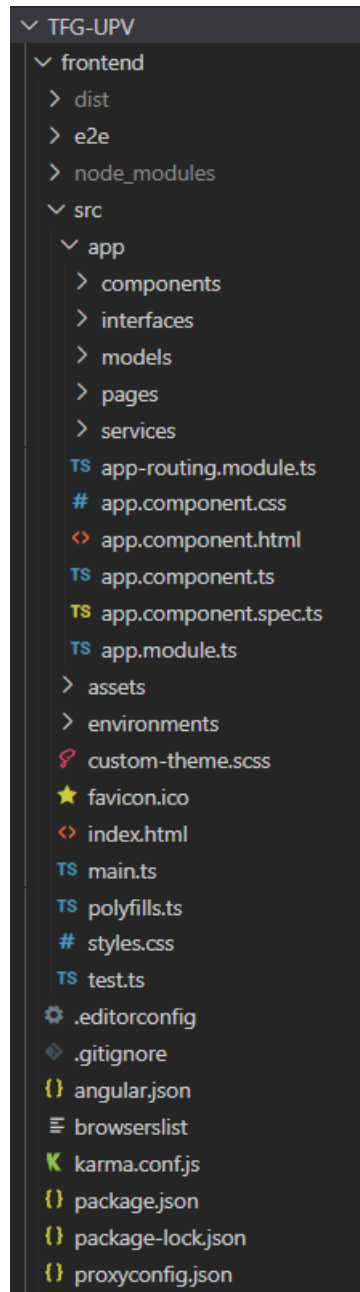 TFG-UPV
frontend
dist
e2e
node_modules
src
app
components
interfaces
models
pages
services
TS app-routing.module.ts
# app.component.css
<> app.component.html
TS app.component.ts
TS app.component.spec.ts
TS app.module.ts
assets
environments
custom-theme.scss
favicon.ico
<> index.html
TS main.ts
TS polyfills.ts
# styles.css
TS test.ts
.editorconfig
.gitignore
{} angular.json
browserslist
K karma.conf.js
{} package.json
{} package-lock.json
{} proxyconfig.json